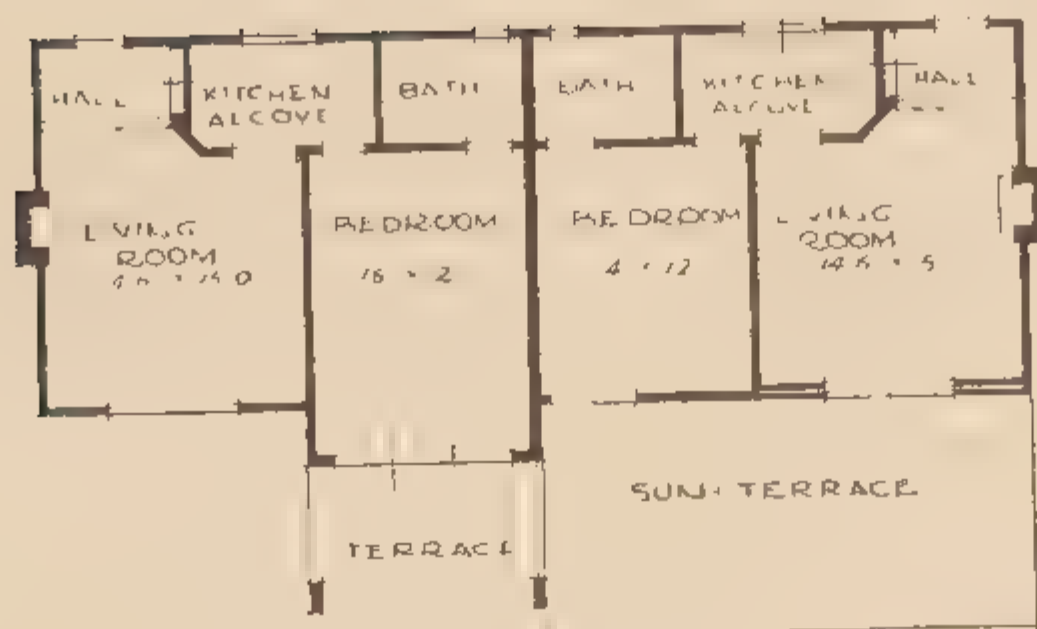 HALL
KITCHEN
ALCOVE
BATH
BATH
KITCHEN
ALCOVE
HALL
LIVING
ROOM
BEDROOM
BEDROOM
LIVING
ROOM
SUN TERRACE
TERRACE